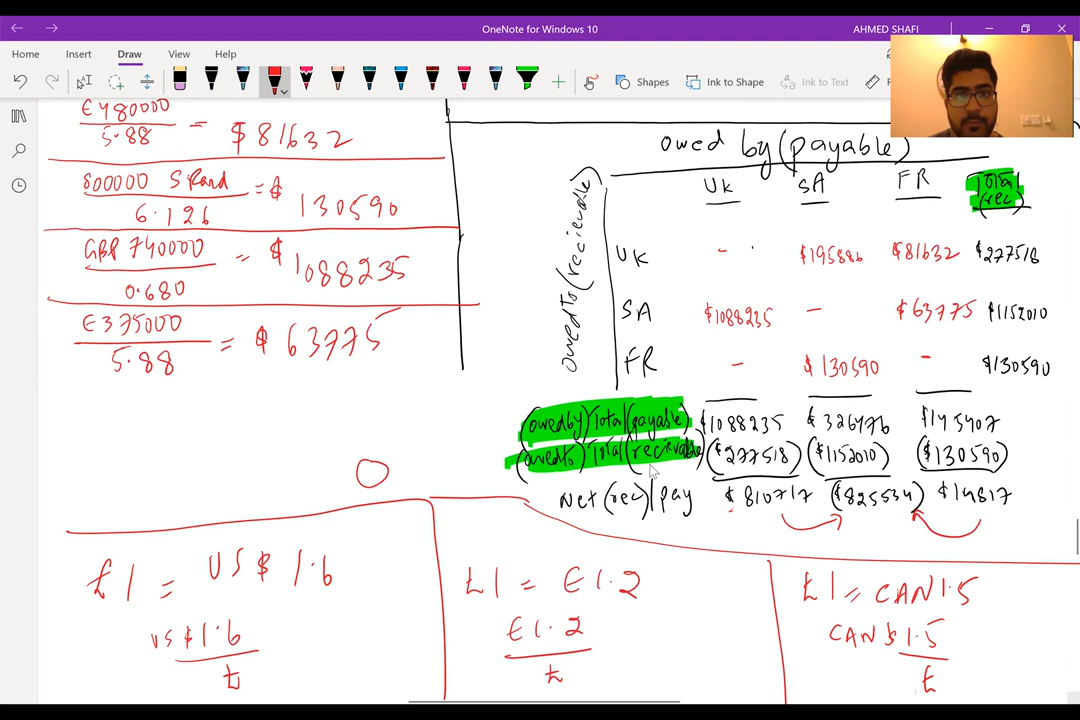 OneNote for Windows 10
AHMED SHAFI
Home Insert Draw View Help
Shapes Ink to Shape Ink to Text
€480000 / 5.88 = $81632
800000 S.Rand / 6.126 = $130590
GBP 740000 / 0.680 = $1088235
€375000 / 5.88 = $63775
owed by (payable)
owed to (recievable)
UK SA FR Total (rec)
UK - $195886 $81632 $277518
SA $1088235 - $63775 $1152010
FR - $130590 - $130590
(owed by) Total (payable) $1088235 $326476 $145407
(owed to) Total (recievable) ($277518) ($1152010) ($130590)
Net (rec) | pay $810717 ($825534) $14817
£1 = US$ 1.6
US$1.6 / £
£1 = €1.2
€1.2 / £
£1 = CAN 1.5
CAN$1.5 / £